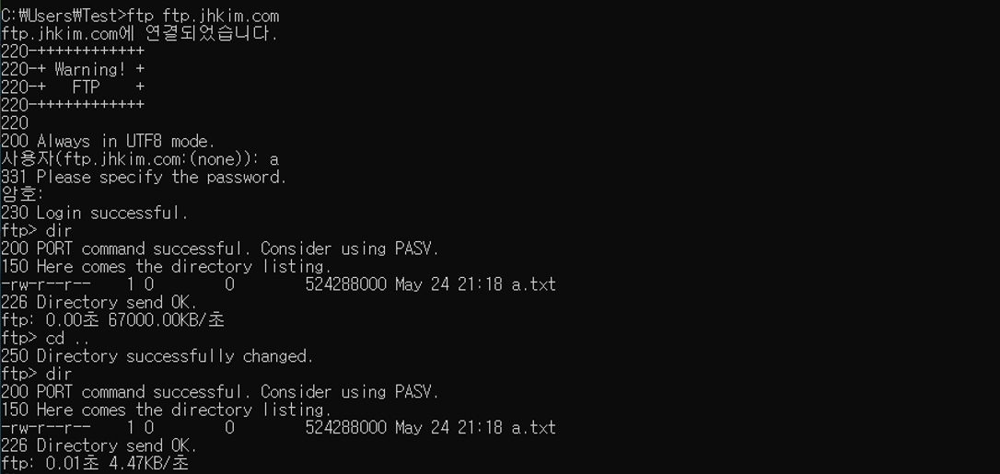 C:\Users\Test>ftp ftp.jhkim.com
ftp.jhkim.com에 연결되었습니다.
220-+++++++++++++
220-+ Warning! +
220-+   FTP    +
220-+++++++++++++
220
200 Always in UTF8 mode.
사용자(ftp.jhkim.com:(none)): a
331 Please specify the password.
암호:
230 Login successful.
ftp> dir
200 PORT command successful. Consider using PASV.
150 Here comes the directory listing.
-rw-r--r--    1 0        0        524288000 May 24 21:18 a.txt
226 Directory send OK.
ftp: 0.00초 67000.00KB/초
ftp> cd ..
250 Directory successfully changed.
ftp> dir
200 PORT command successful. Consider using PASV.
150 Here comes the directory listing.
-rw-r--r--    1 0        0        524288000 May 24 21:18 a.txt
226 Directory send OK.
ftp: 0.01초 4.47KB/초